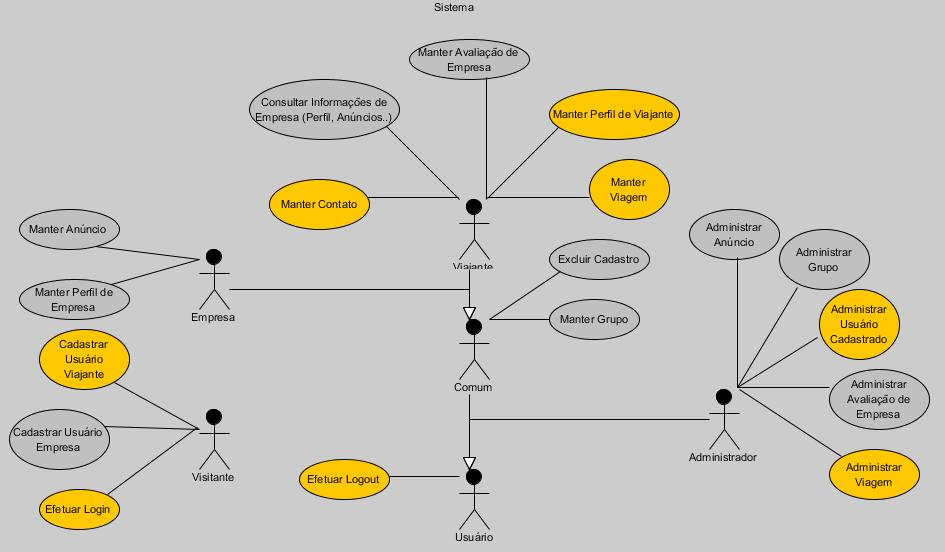 Sistema
Manter Avaliação de
Empresa
Consultar Informações de
Empresa (Perfil, Anúncios..)
Manter Perfil de Viajante
Manter Contato
Manter
Viagem
Viajante
Manter Anúncio
Manter Perfil de
Empresa
Empresa
Excluir Cadastro
Manter Grupo
Comum
Administrar
Anúncio
Administrar
Grupo
Administrar
Usuário
Cadastrado
Administrar
Avaliação de
Empresa
Administrar
Viagem
Administrador
Cadastrar
Usuário
Viajante
Cadastrar Usuário
Empresa
Efetuar Login
Visitante
Efetuar Logout
Usuário